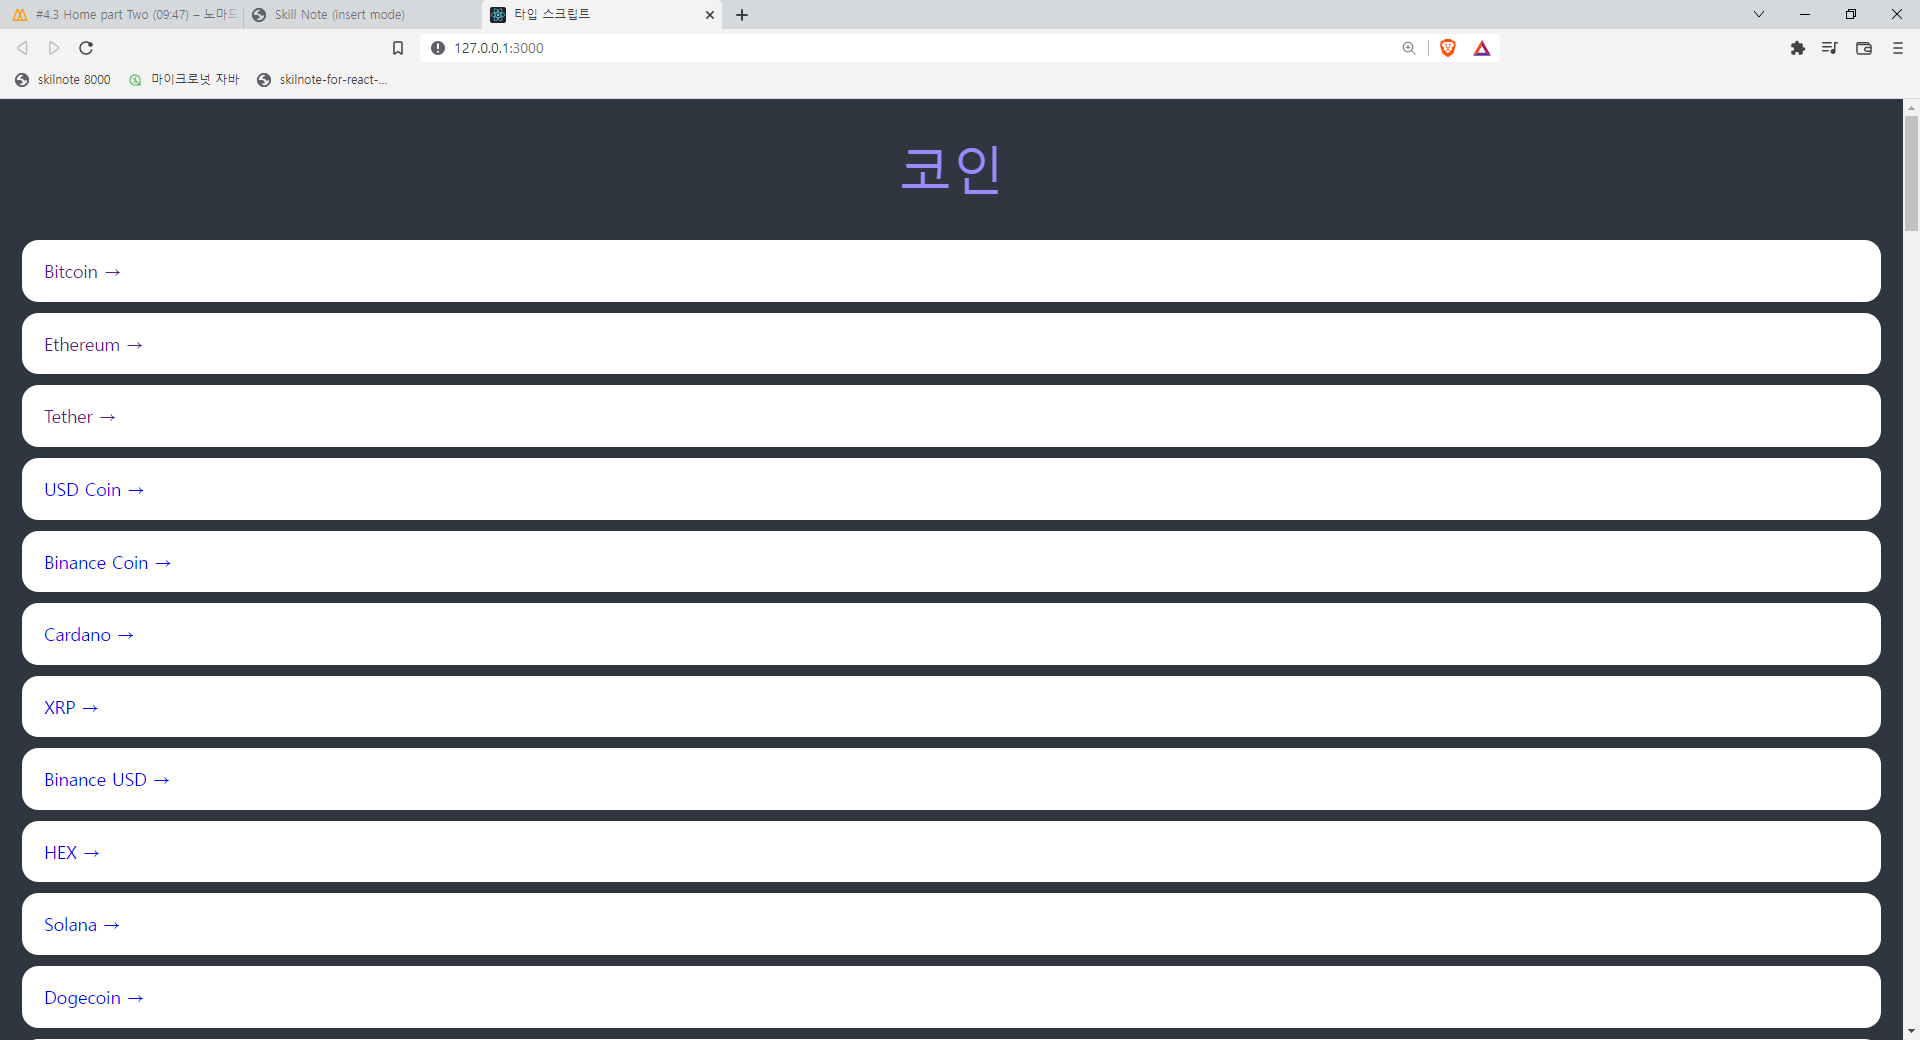 #4.3 Home part Two (09:47) – 노마드
Skill Note (insert mode)
타입 스크립트
127.0.0.1:3000
skilnote 8000
마이크로넛 자바
skilnote-for-react-...
코인
Bitcoin →
Ethereum →
Tether →
USD Coin →
Binance Coin →
Cardano →
XRP →
Binance USD →
HEX →
Solana →
Dogecoin →